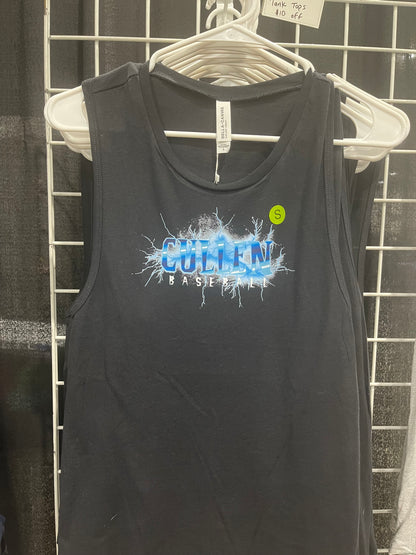 Tank Tops
$10 off
BELLA+CANVAS
S
CULLEN
BASEBALL